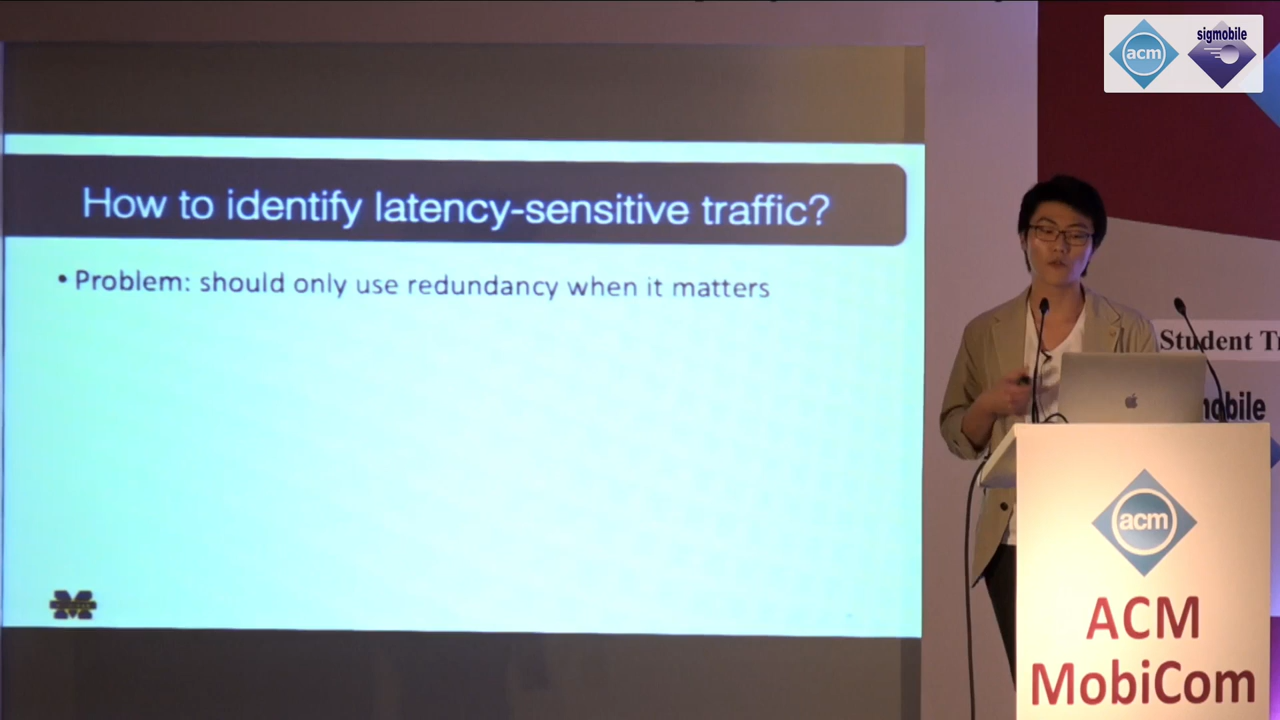 acm
sigmobile
How to identify latency-sensitive traffic?
• Problem: should only use redundancy when it matters
Student Tr
mobile
acm
ACM
MobiCom